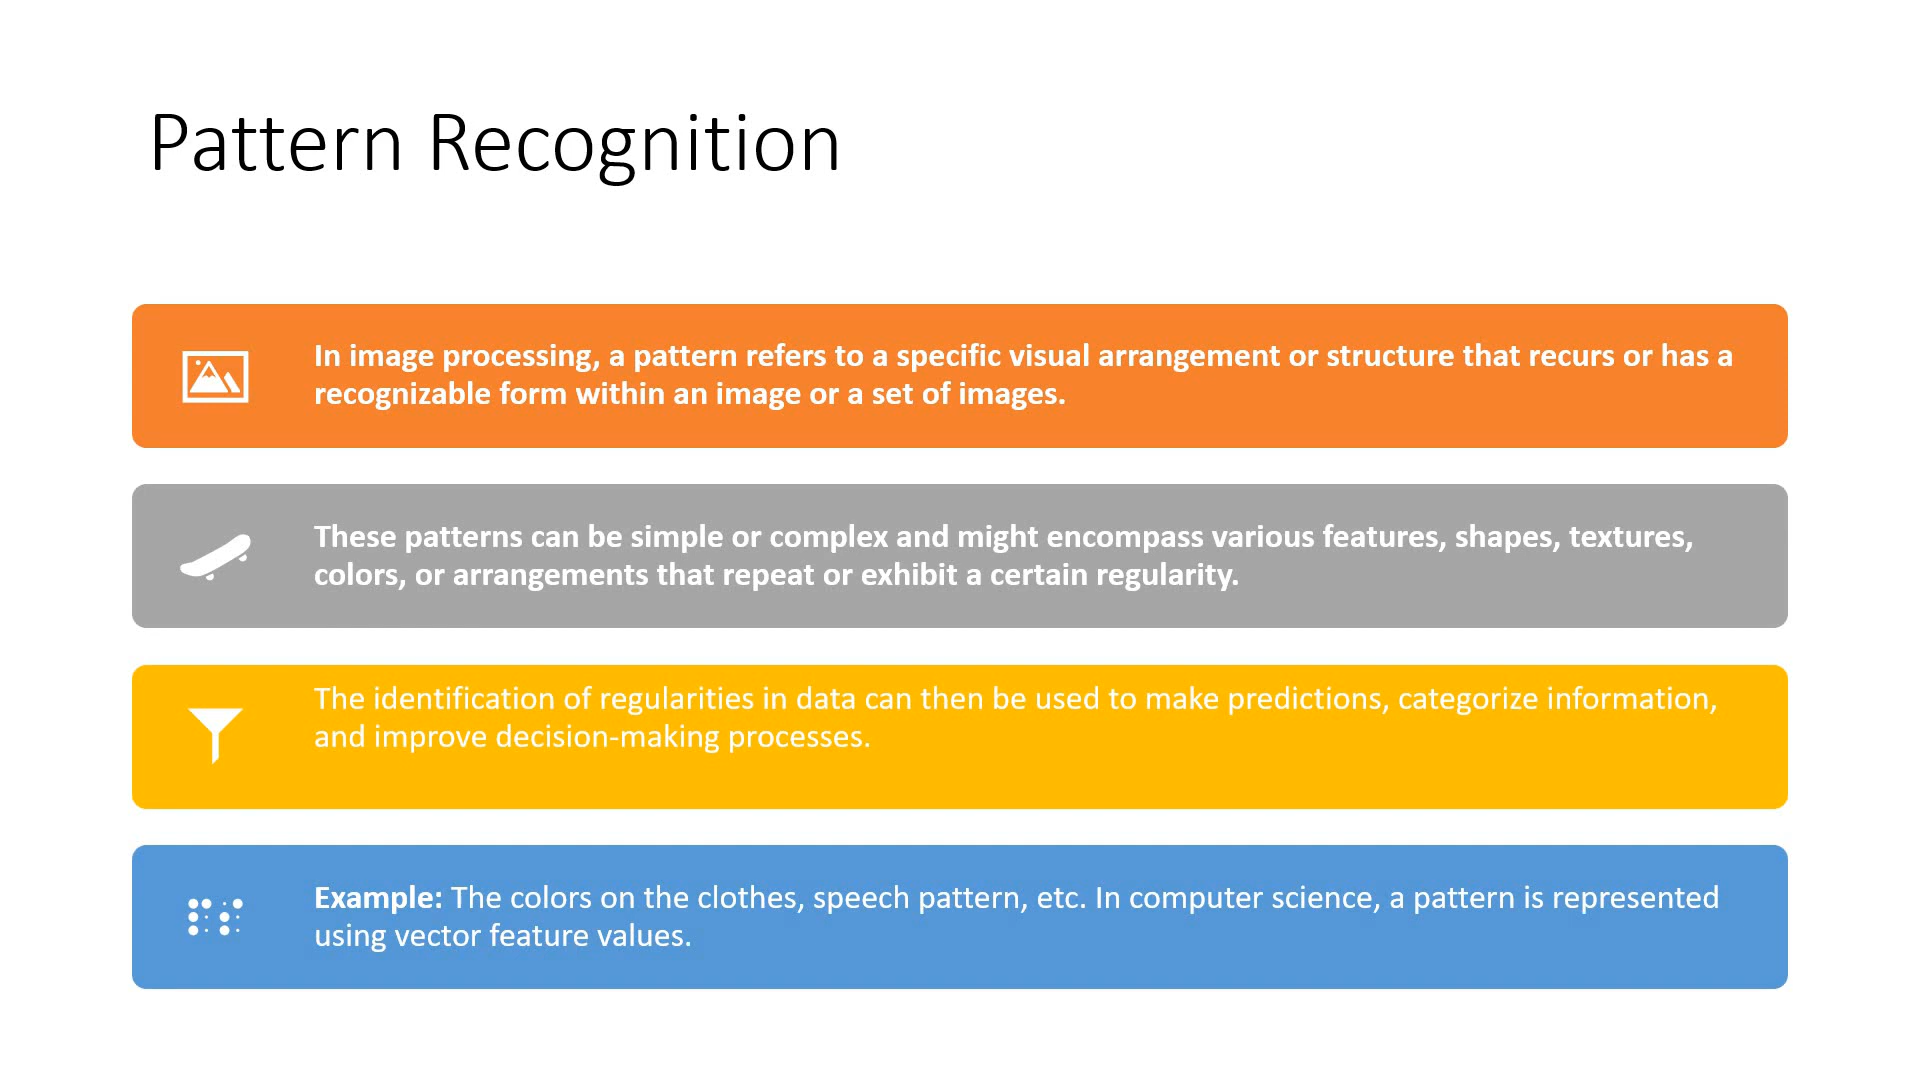 Pattern Recognition
In image processing, a pattern refers to a specific visual arrangement or structure that recurs or has a
recognizable form within an image or a set of images.
These patterns can be simple or complex and might encompass various features, shapes, textures,
colors, or arrangements that repeat or exhibit a certain regularity.
The identification of regularities in data can then be used to make predictions, categorize information,
and improve decision-making processes.
Example: The colors on the clothes, speech pattern, etc. In computer science, a pattern is represented
using vector feature values.